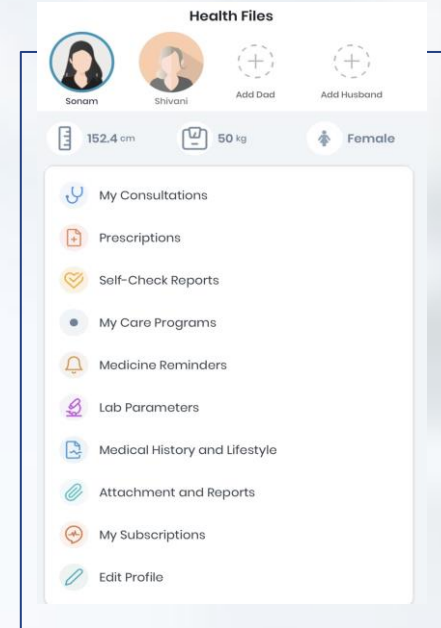 Health Files
Sonam
Shivani
Add Dad
Add Husband
152.4 cm
50 kg
Female
My Consultations
Prescriptions
Self-Check Reports
My Care Programs
Medicine Reminders
Lab Parameters
Medical History and Lifestyle
Attachment and Reports
My Subscriptions
Edit Profile